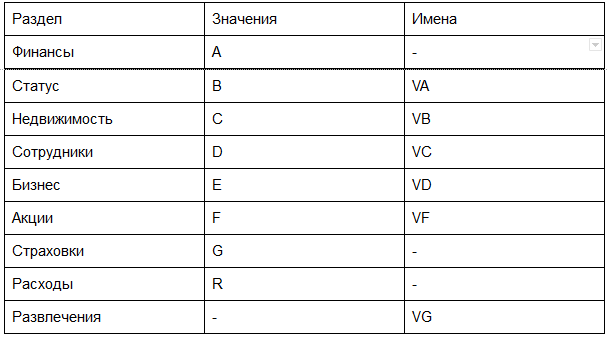 Раздел Значения Имена
Финансы A -
Статус B VA
Недвижимость C VB
Сотрудники D VC
Бизнес E VD
Акции F VF
Страховки G -
Расходы R -
Развлечения - VG